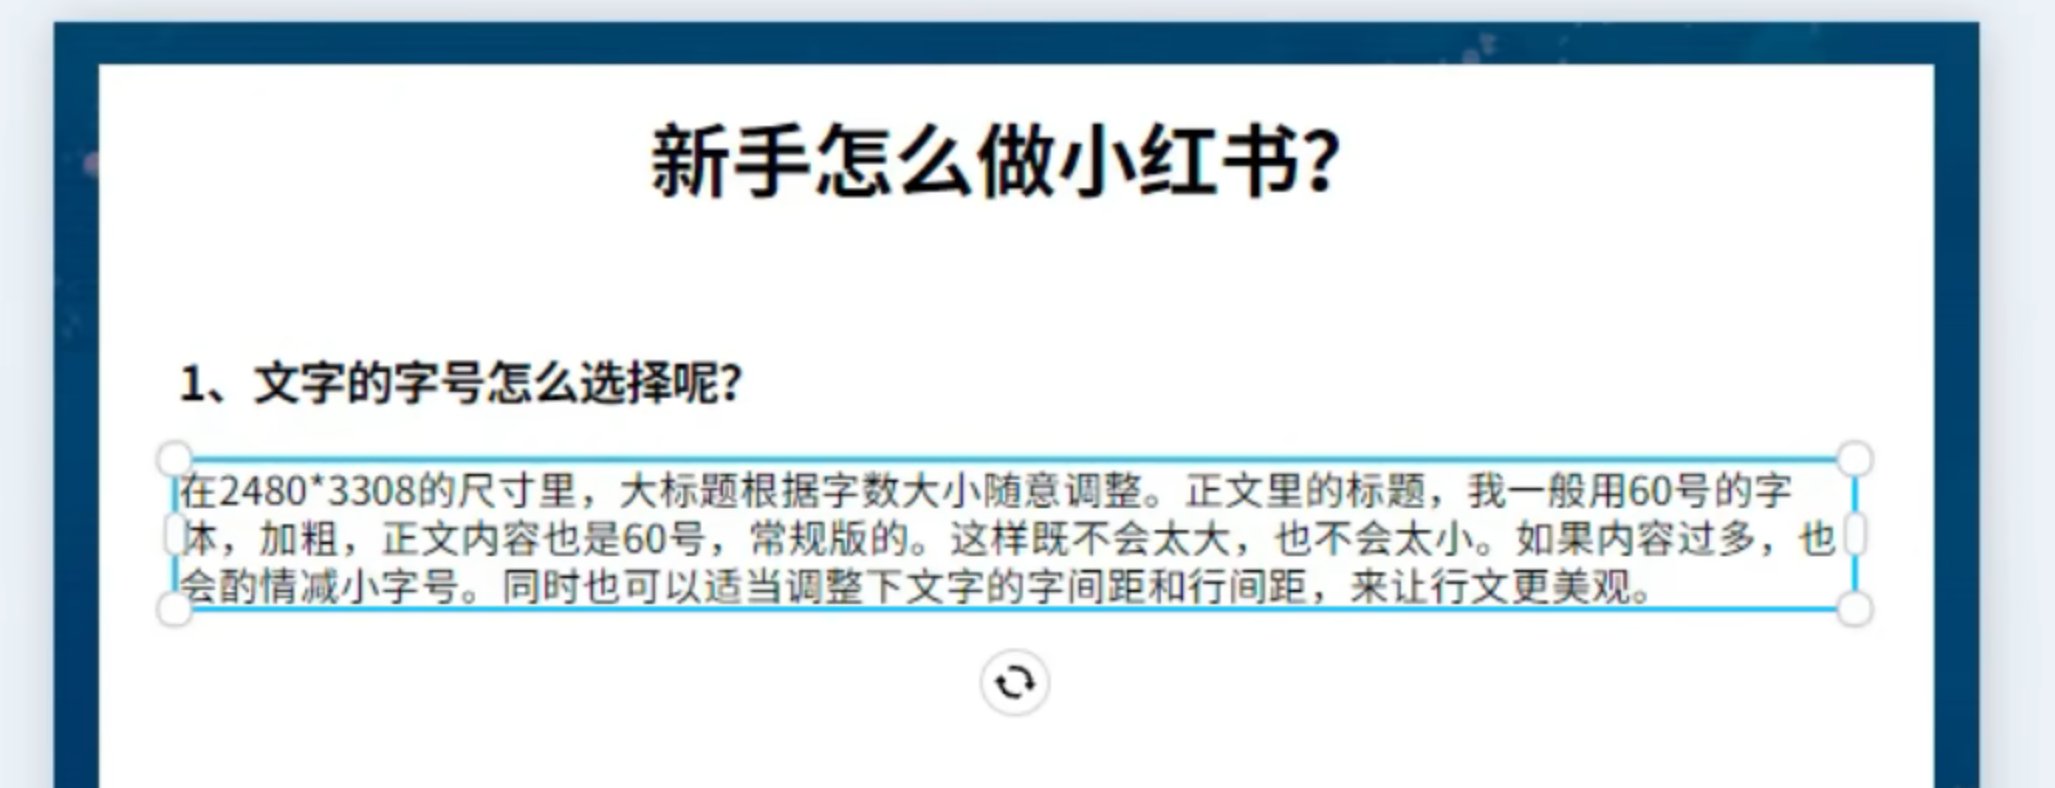 新手怎么做小红书？
1、文字的字号怎么选择呢？
在2480*3308的尺寸里，大标题根据字数大小随意调整。正文里的标题，我一般用60号的字
体，加粗，正文内容也是60号，常规版的。这样既不会太大，也不会太小。如果内容过多，也
会酌情减小字号。同时也可以适当调整下文字的字间距和行间距，来让行文更美观。